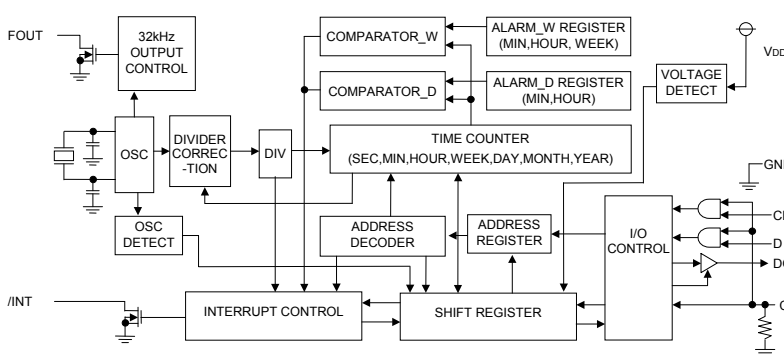 FOUT
32kHz
OUTPUT
CONTROL
COMPARATOR_W
ALARM_W REGISTER
(MIN,HOUR, WEEK)
COMPARATOR_D
ALARM_D REGISTER
(MIN,HOUR)
VOLTAGE
DETECT
VDD
OSC
DIVIDER
CORREC
-TION
DIV
TIME COUNTER
(SEC,MIN,HOUR,WEEK,DAY,MONTH,YEAR)
GN
OSC
DETECT
ADDRESS
DECODER
ADDRESS
REGISTER
I/O
CONTROL
D
/INT
INTERRUPT CONTROL
SHIFT REGISTER